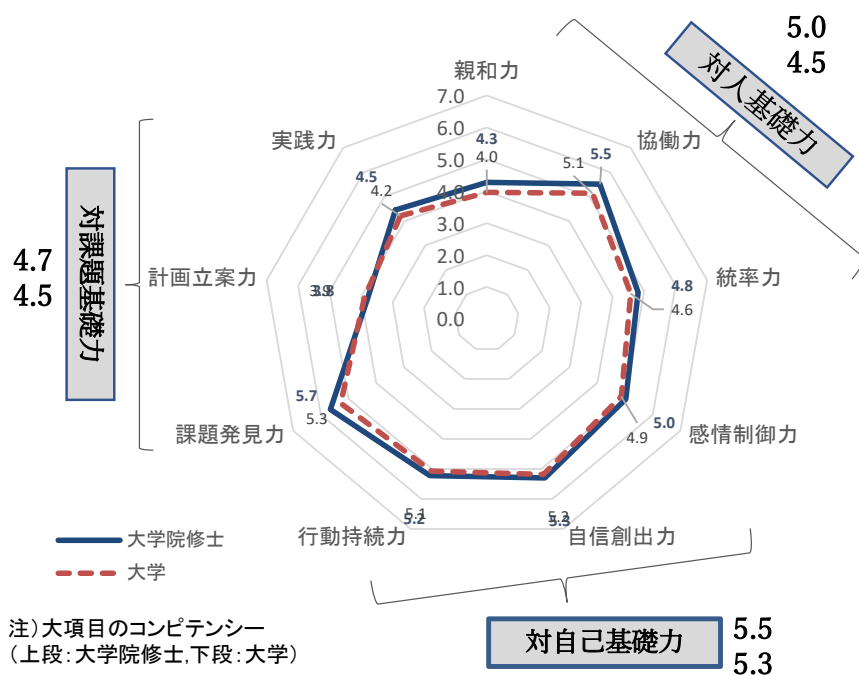 5.0
4.5
対人基礎力
親和力
7.0
6.0
5.0
4.0
3.0
2.0
1.0
0.0
実践力
協働力
4.3
4.0
5.1
5.5
4.5
4.2
対課題基礎力
4.7
4.5
計画立案力
統率力
3.8
4.8
4.6
5.7
5.3
課題発見力
5.0
4.9
感情制御力
5.1
5.2
5.2
5.3
行動持続力
自信創出力
大学院修士
大学
注)大項目のコンピテンシー
(上段:大学院修士,下段:大学)
対自己基礎力
5.5
5.3